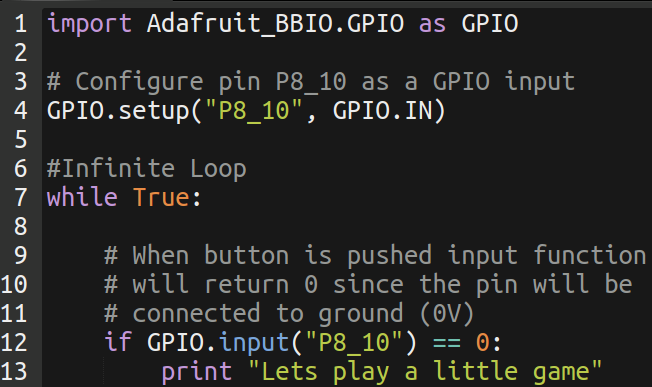 1 import Adafruit_BBIO.GPIO as GPIO
2
3 # Configure pin P8_10 as a GPIO input
4 GPIO.setup("P8_10", GPIO.IN)
5
6 #Infinite Loop
7 while True:
8
9     # When button is pushed input function
10     # will return 0 since the pin will be
11     # connected to ground (0V)
12     if GPIO.input("P8_10") == 0:
13         print "Lets play a little game"